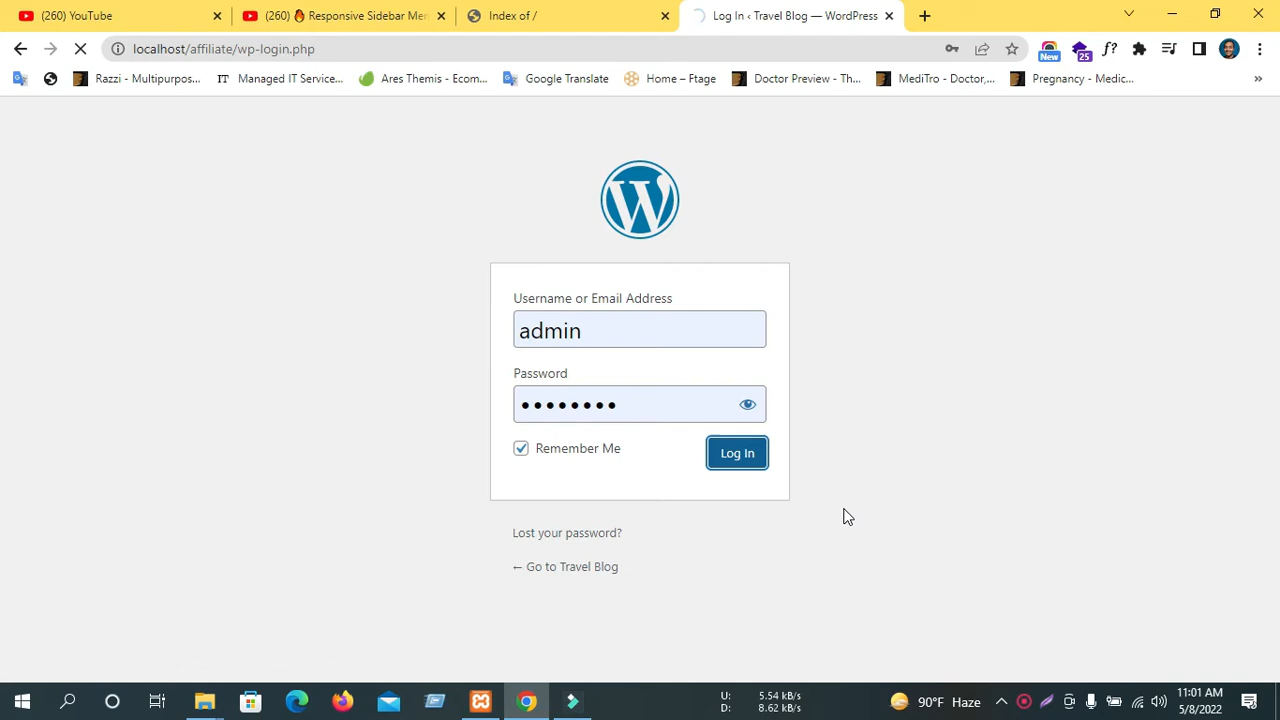 (260) YouTube
(260) 🔥 Responsive Sidebar Men
Index of /
Log In ‹ Travel Blog — WordPress
localhost/affiliate/wp-login.php
New
25
f?
Razzi - Multipurpos...
IT Managed IT Service...
Ares Themis - Ecom...
Google Translate
Home – Ftage
Doctor Preview - Th...
MediTro - Doctor,...
Pregnancy - Medic...
»
Username or Email Address
admin
Password
••••••••
Remember Me
Log In
Lost your password?
← Go to Travel Blog
U: 5.54 kB/s
D: 8.62 kB/s
90°F Haze
11:01 AM
5/8/2022